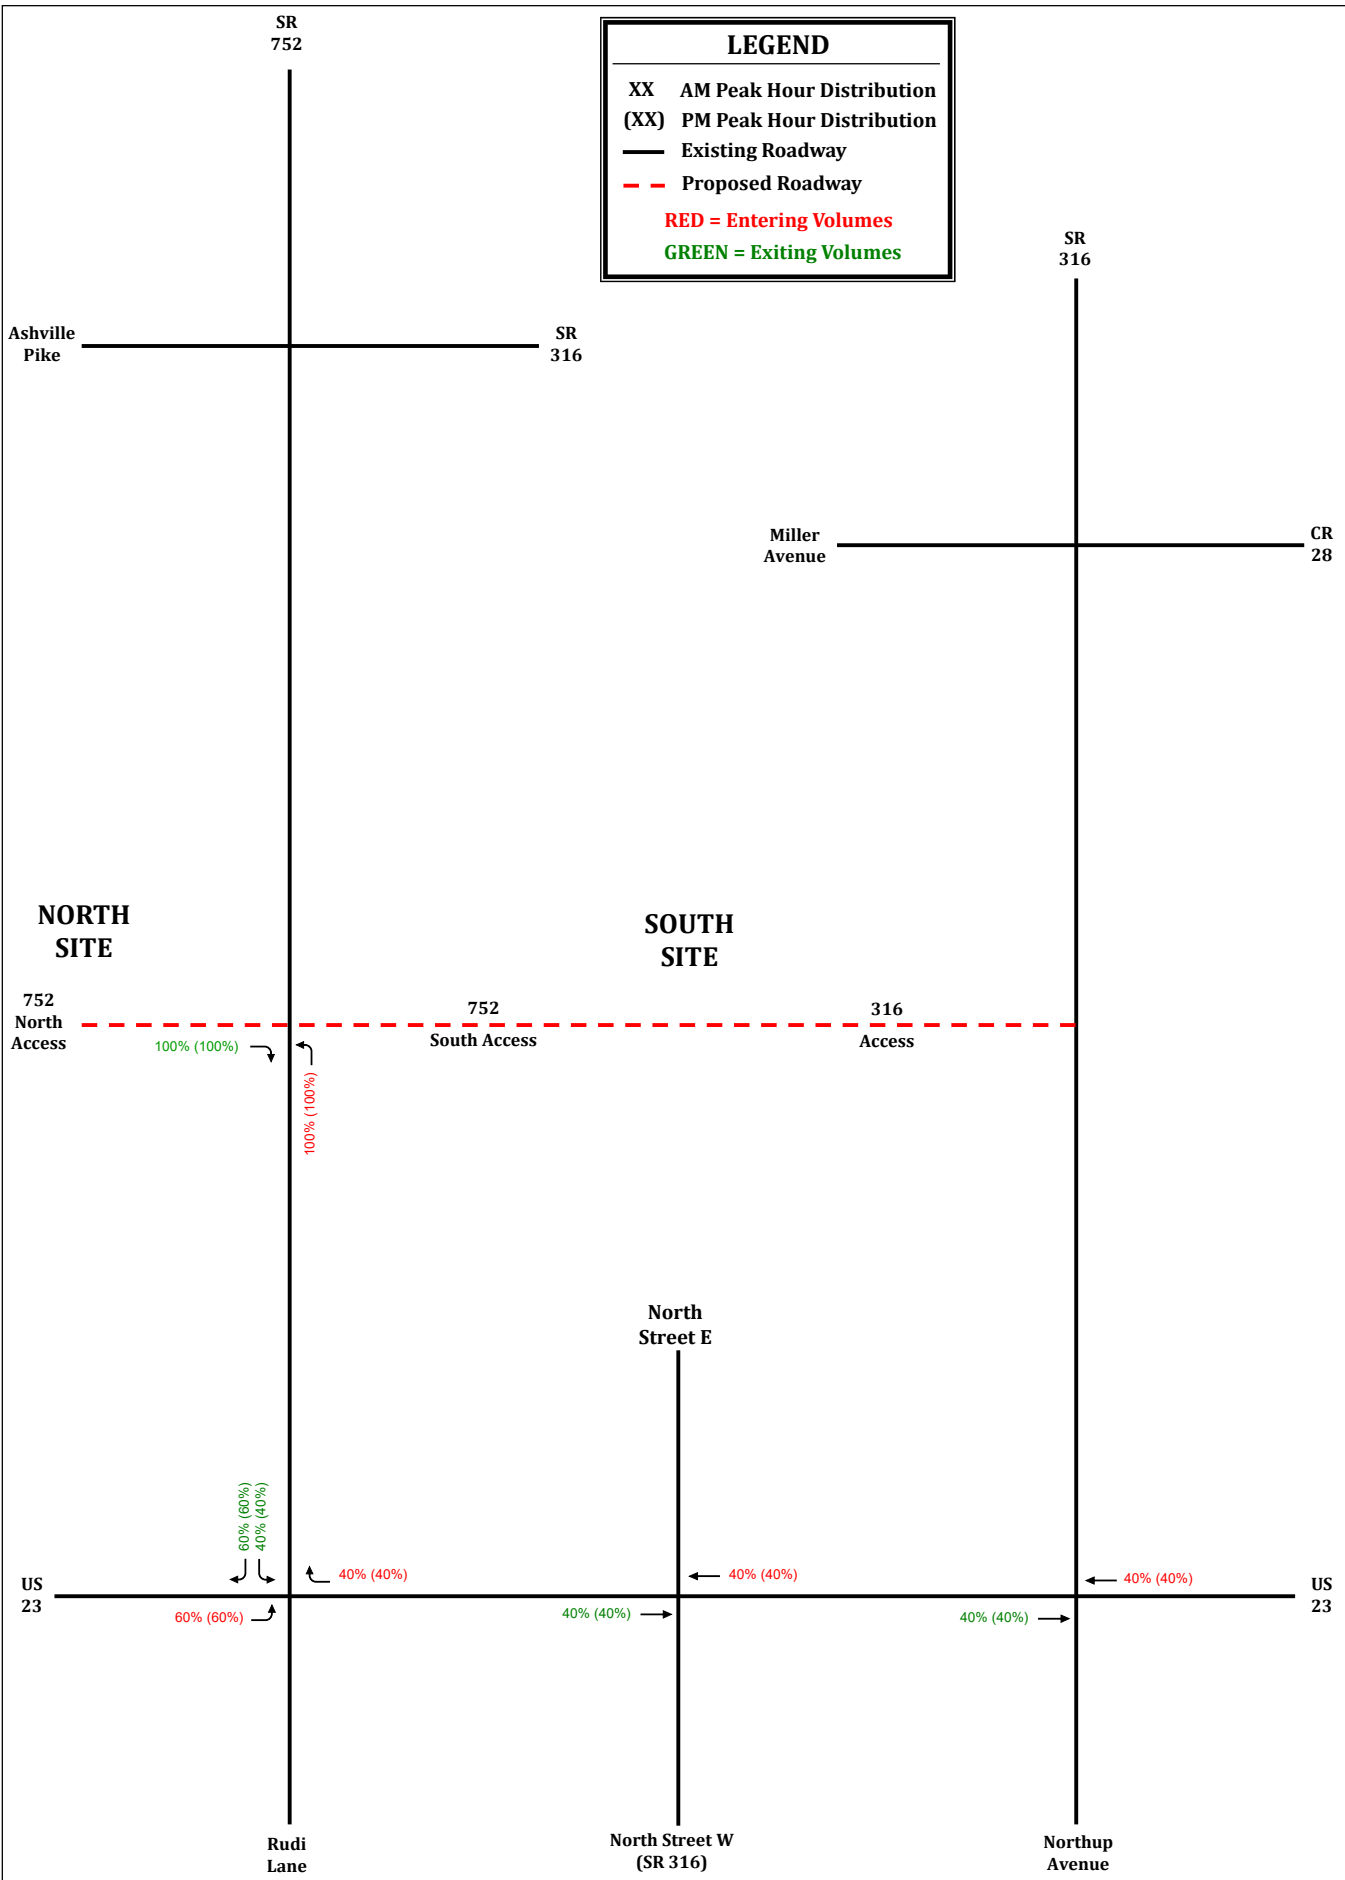 SR
752
LEGEND
XX AM Peak Hour Distribution
(XX) PM Peak Hour Distribution
Existing Roadway
Proposed Roadway
RED = Entering Volumes
GREEN = Exiting Volumes
SR
316
Ashville
Pike
SR
316
Miller
Avenue
CR
28
NORTH
SITE
SOUTH
SITE
752
North
Access
752
South Access
316
Access
100% (100%)
100% (100%)
North
Street E
60% (60%)
40% (40%)
40% (40%)
40% (40%)
40% (40%)
US
23
US
23
60% (60%)
40% (40%)
40% (40%)
Rudi
Lane
North Street W
(SR 316)
Northup
Avenue